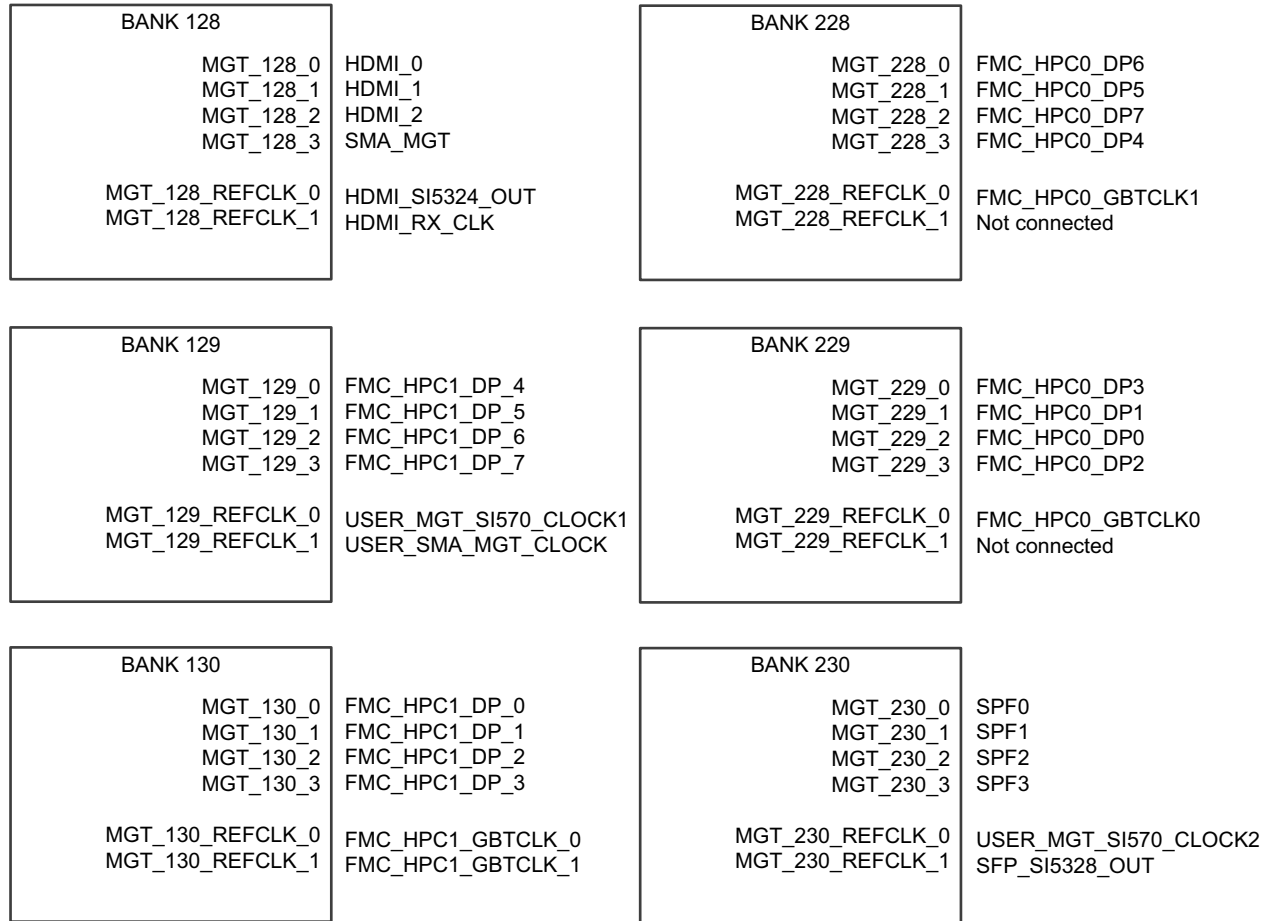 BANK 128
MGT_128_0 HDMI_0
MGT_128_1 HDMI_1
MGT_128_2 HDMI_2
MGT_128_3 SMA_MGT
MGT_128_REFCLK_0 HDMI_SI5324_OUT
MGT_128_REFCLK_1 HDMI_RX_CLK
BANK 228
MGT_228_0 FMC_HPC0_DP6
MGT_228_1 FMC_HPC0_DP5
MGT_228_2 FMC_HPC0_DP7
MGT_228_3 FMC_HPC0_DP4
MGT_228_REFCLK_0 FMC_HPC0_GBTCLK1
MGT_228_REFCLK_1 Not connected
BANK 129
MGT_129_0 FMC_HPC1_DP_4
MGT_129_1 FMC_HPC1_DP_5
MGT_129_2 FMC_HPC1_DP_6
MGT_129_3 FMC_HPC1_DP_7
MGT_129_REFCLK_0 USER_MGT_SI570_CLOCK1
MGT_129_REFCLK_1 USER_SMA_MGT_CLOCK
BANK 229
MGT_229_0 FMC_HPC0_DP3
MGT_229_1 FMC_HPC0_DP1
MGT_229_2 FMC_HPC0_DP0
MGT_229_3 FMC_HPC0_DP2
MGT_229_REFCLK_0 FMC_HPC0_GBTCLK0
MGT_229_REFCLK_1 Not connected
BANK 130
MGT_130_0 FMC_HPC1_DP_0
MGT_130_1 FMC_HPC1_DP_1
MGT_130_2 FMC_HPC1_DP_2
MGT_130_3 FMC_HPC1_DP_3
MGT_130_REFCLK_0 FMC_HPC1_GBTCLK_0
MGT_130_REFCLK_1 FMC_HPC1_GBTCLK_1
BANK 230
MGT_230_0 SPF0
MGT_230_1 SPF1
MGT_230_2 SPF2
MGT_230_3 SPF3
MGT_230_REFCLK_0 USER_MGT_SI570_CLOCK2
MGT_230_REFCLK_1 SFP_SI5328_OUT